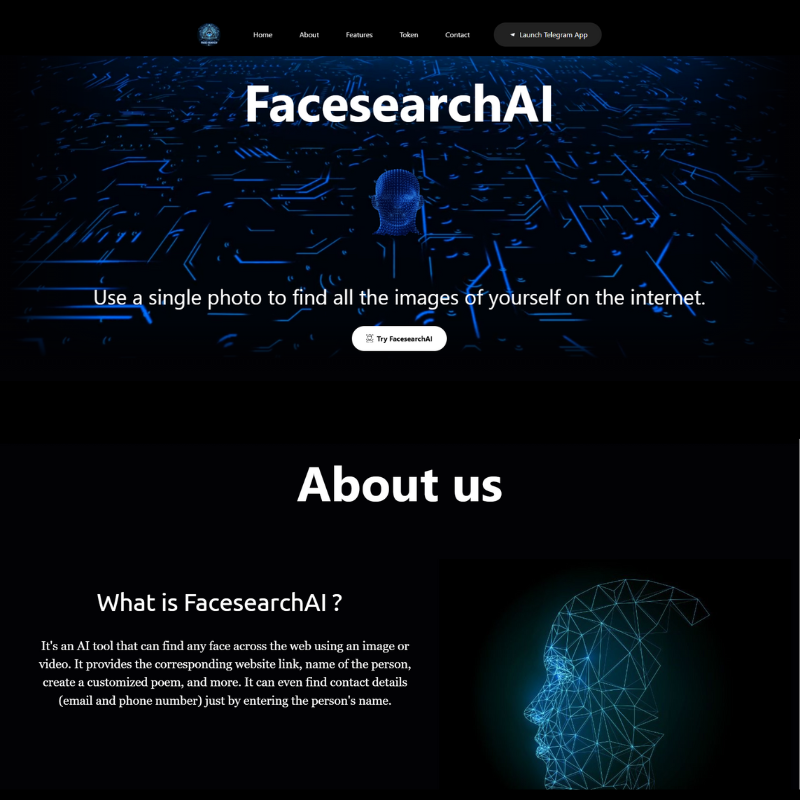 Home About Features Token Contact Launch Telegram App
FacesearchAI
Use a single photo to find all the images of yourself on the internet.
Try FacesearchAI
About us
What is FacesearchAI ?
It's an AI tool that can find any face across the web using an image or
video. It provides the corresponding website link, name of the person,
create a customized poem, and more. It can even find contact details
(email and phone number) just by entering the person's name.